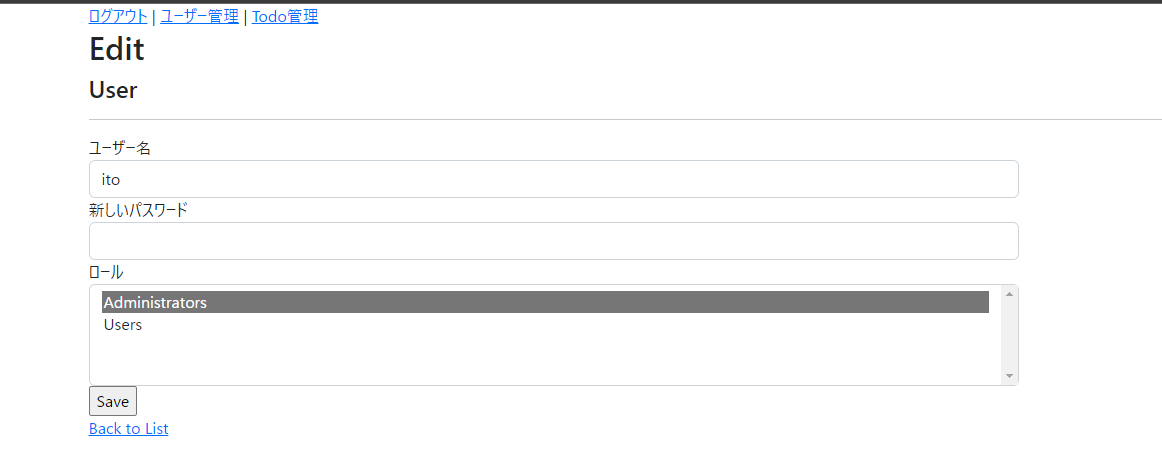 ログアウト | ユーザー管理 | Todo管理
Edit
User
ユーザー名
ito
新しいパスワード
ロール
Administrators
Users
Save
Back to List